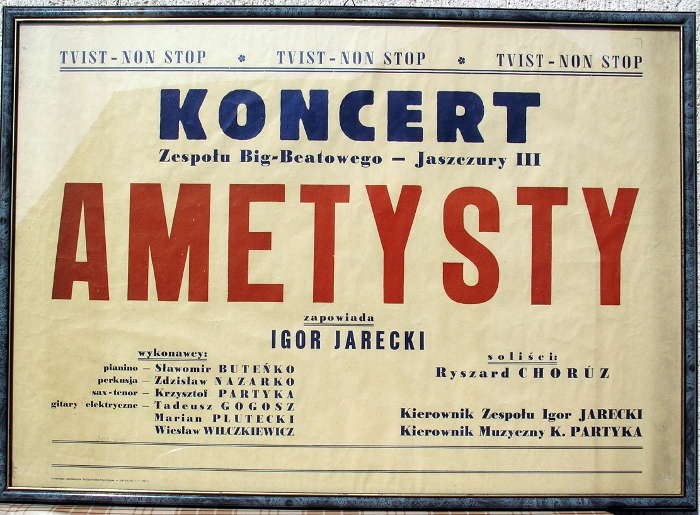 TVIST-NON STOP * TVIST-NON STOP * TVIST-NON STOP
KONCERT
Zespołu Big-Beatowego — Jaszczury III
AMETYSTY
zapowiada
IGOR JARECKI
wykonawcy:
pianino — Sławomir BUTEŃKO
perkusja — Zdzisław NAZARKO
sax-tenor — Krzysztof PARTYKA
gitary elektryczne — Tadeusz GOGOSZ
Marian PLUTECKI
Wiesław WILCZKIEWICZ
soliści:
Ryszard CHORÚZ
Kierownik Zespołu Igor JARECKI
Kierownik Muzyczny K. PARTYKA